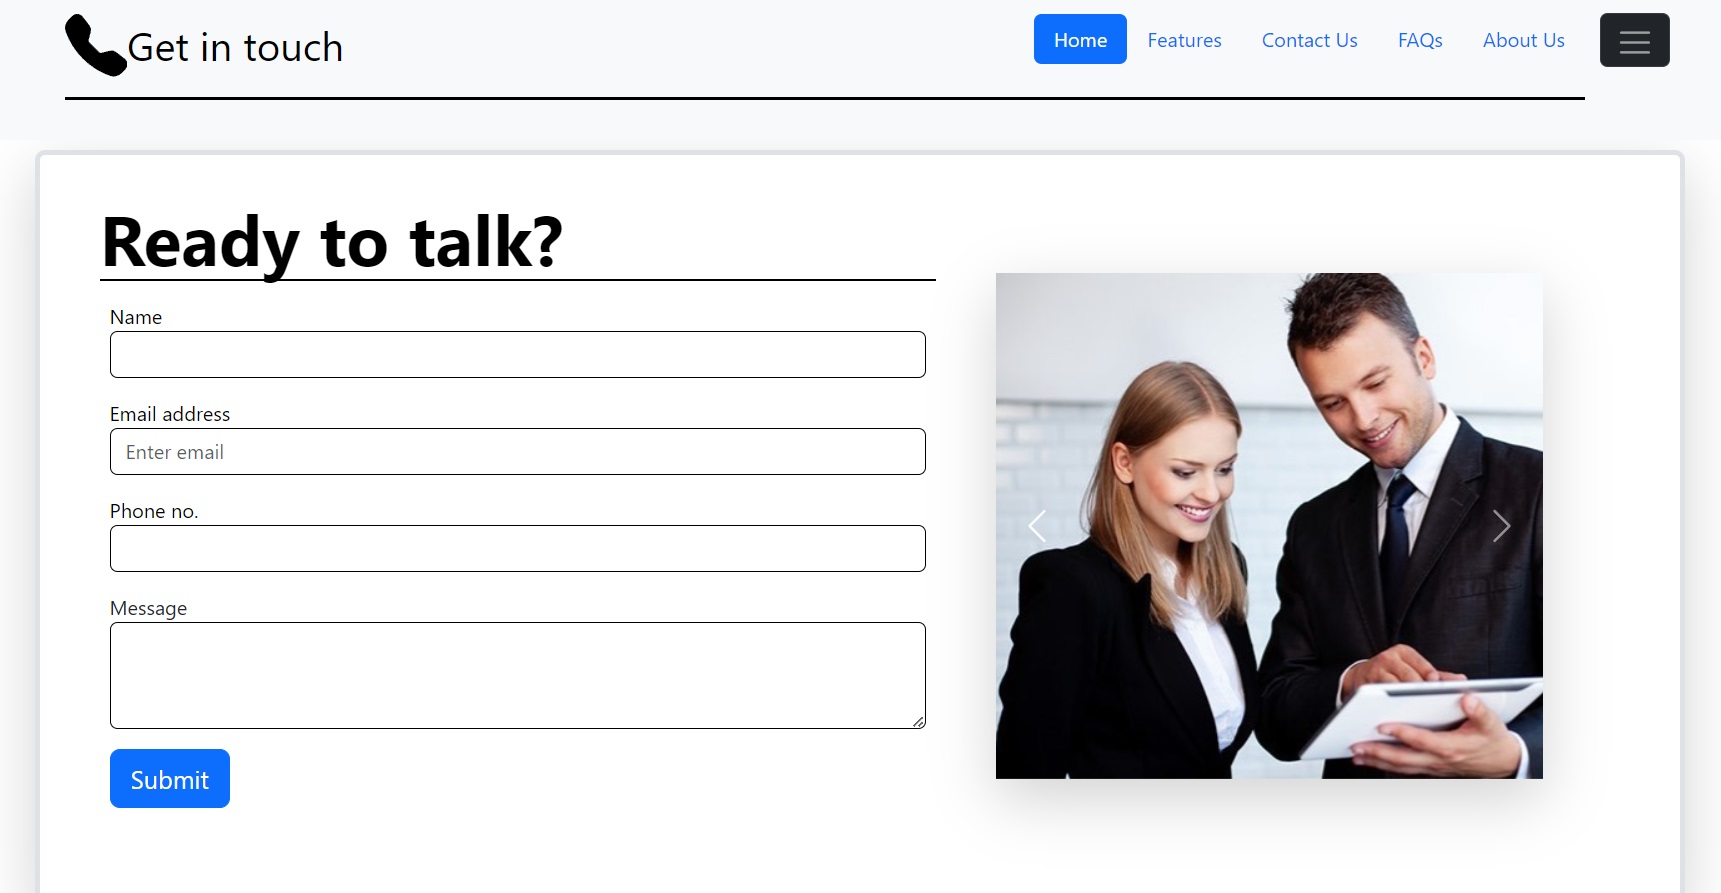 Get in touch
Home Features Contact Us FAQs About Us
Ready to talk?
Name
Email address
Enter email
Phone no.
Message
Submit